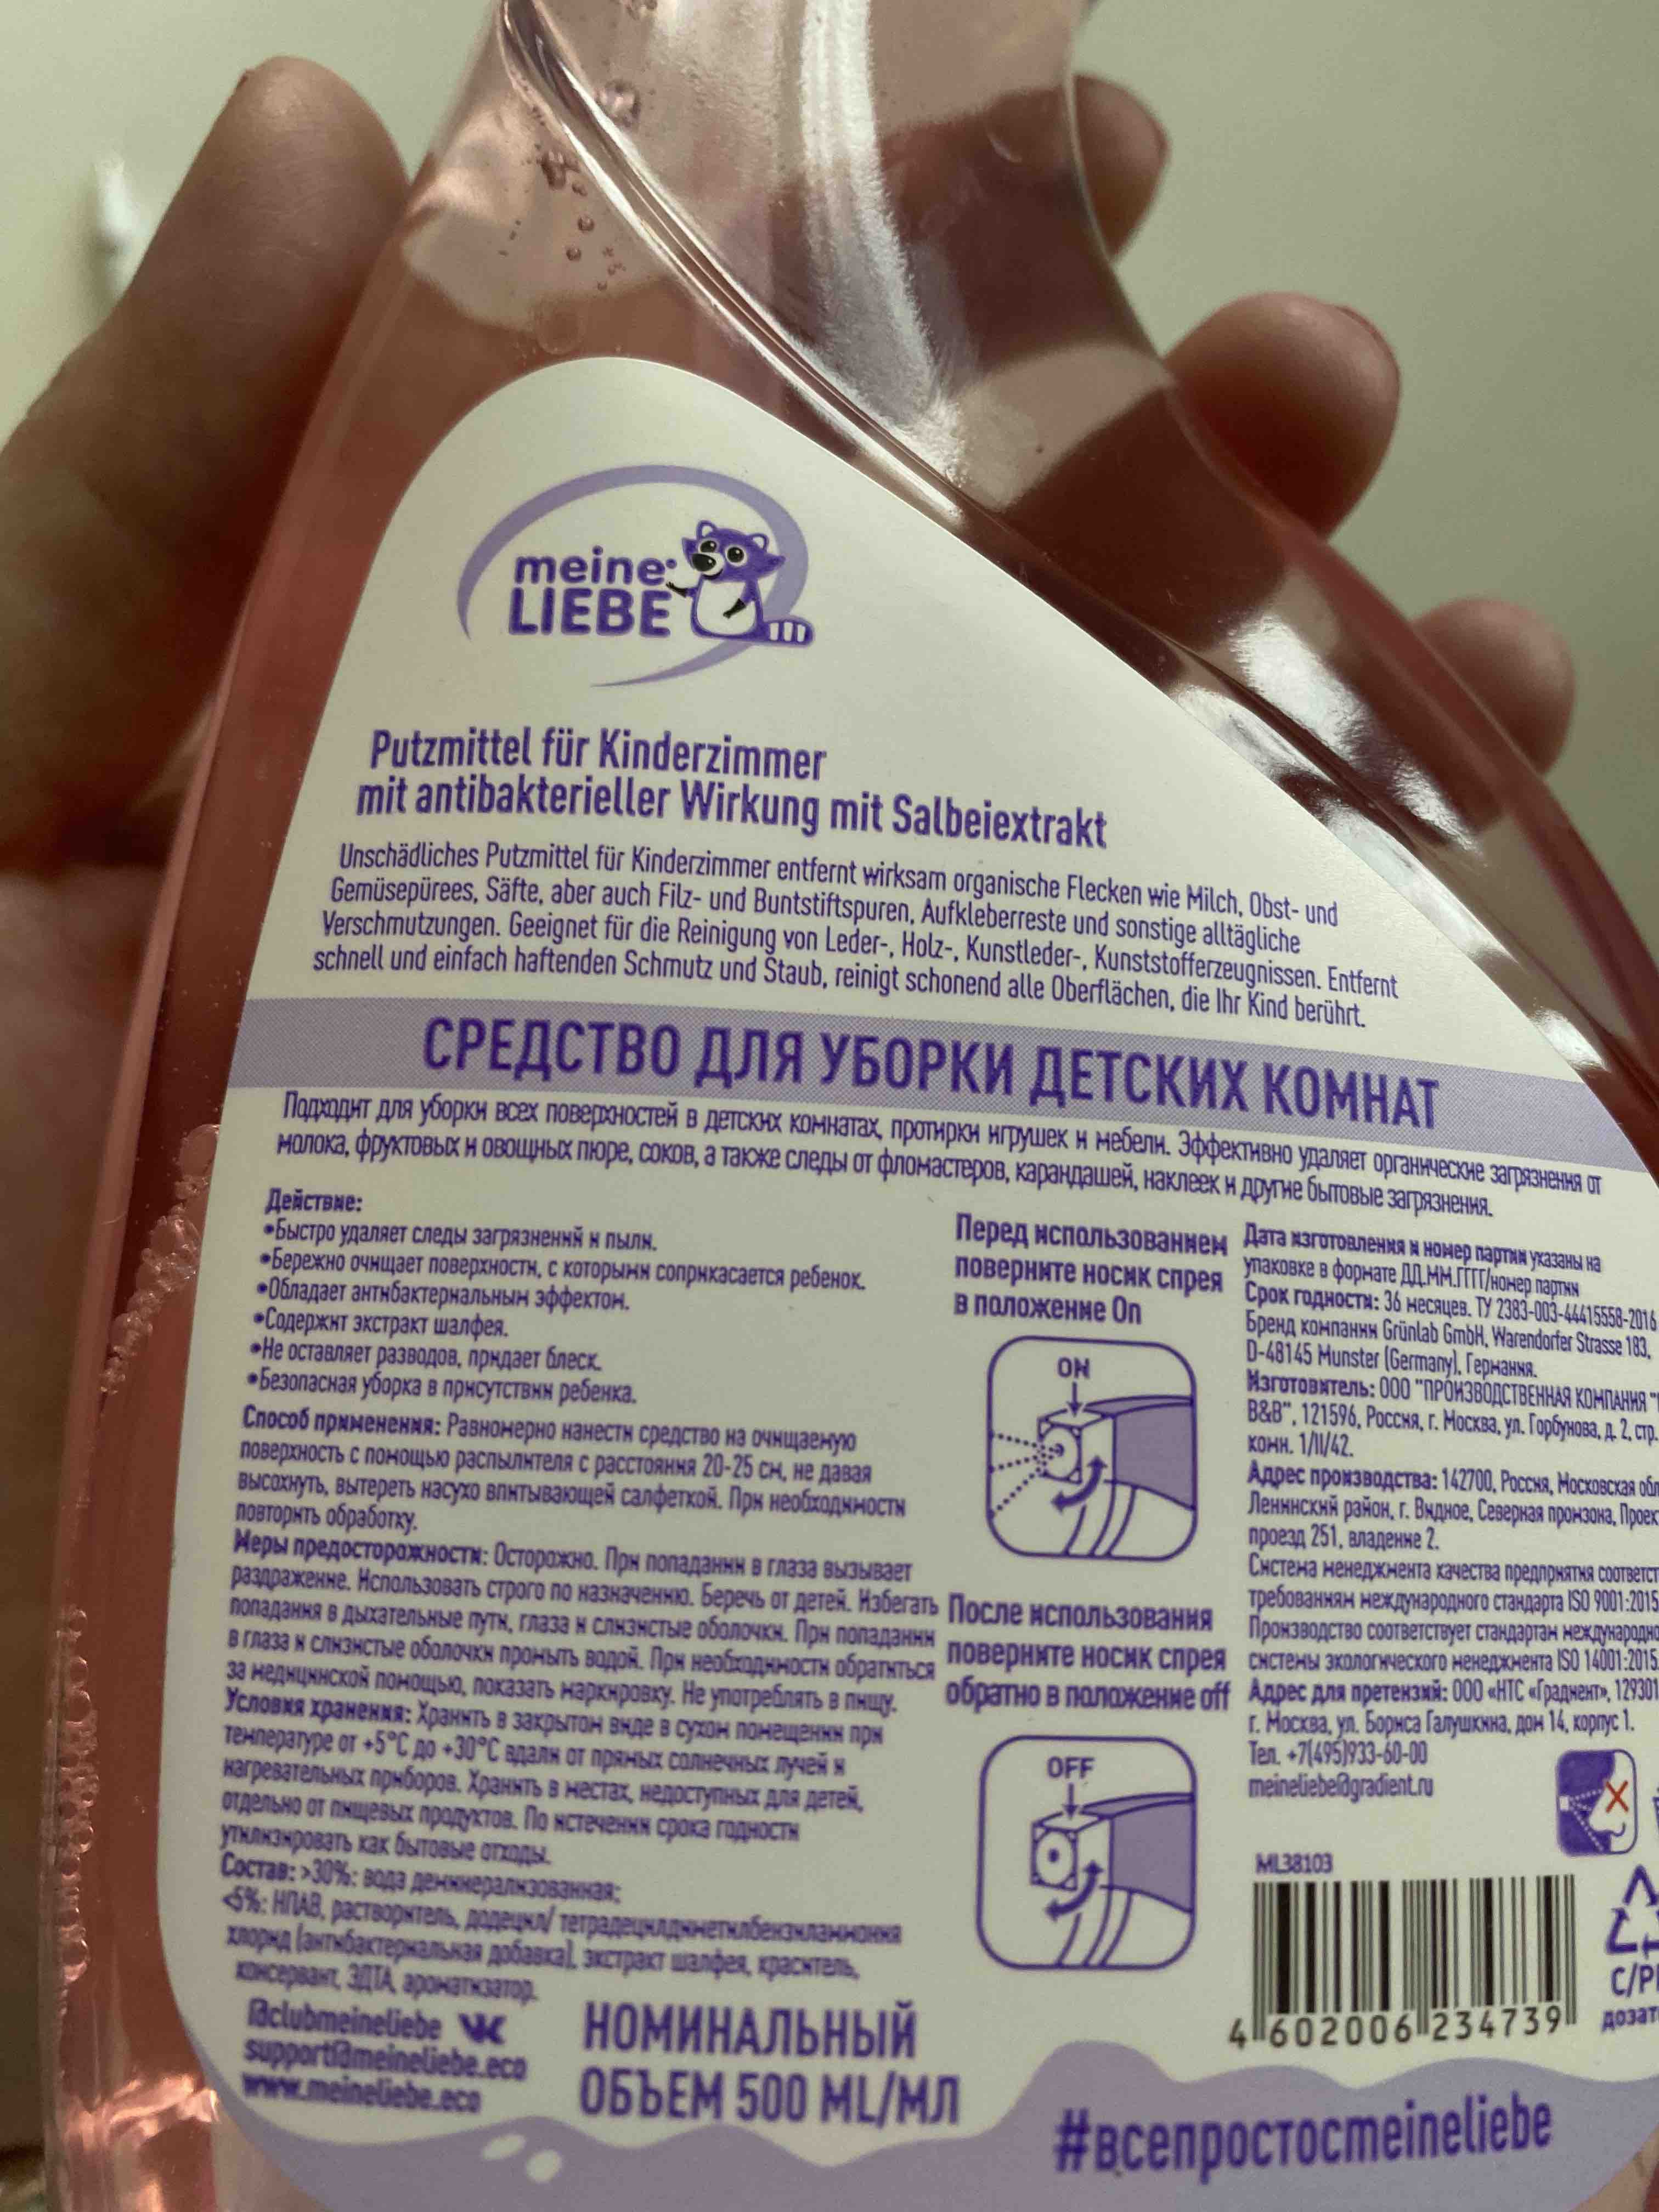 meine
LIEBE
Putzmittel für Kinderzimmer
mit antibakterieller Wirkung mit Salbeiextrakt
Unschädliches Putzmittel für Kinderzimmer entfernt wirksam organische Flecken wie Milch, Obst- und
Gemüsepürees, Säfte, aber auch Filz- und Buntstiftspuren, Aufkleberreste und sonstige alltägliche
Verschmutzungen. Geeignet für die Reinigung von Leder-, Holz-, Kunstleder-, Kunststofferzeugnissen. Entfernt
schnell und einfach haftenden Schmutz und Staub, reinigt schonend alle Oberflächen, die Ihr Kind berührt.
СРЕДСТВО ДЛЯ УБОРКИ ДЕТСКИХ КОМНАТ
Подходит для уборки всех поверхностей в детских комнатах, протирки игрушек и мебели. Эффективно удаляет органические загрязнения от
молока, фруктовых и овощных пюре, соков, а также следы от фломастеров, карандашей, наклеек и другие бытовые загрязнения.
Действие:
•Быстро удаляет следы загрязнений и пыли.
•Бережно очищает поверхности, с которыми соприкасается ребенок.
•Обладает антибактериальным эффектом.
•Содержит экстракт шалфея.
•Не оставляет разводов, придает блеск.
•Безопасная уборка в присутствии ребенка.
Способ применения: Равномерно нанести средство на очищаемую
поверхность с помощью распылителя с расстояния 20-25 см, не давая
высохнуть, вытереть насухо впитывающей салфеткой. При необходимости
повторить обработку.
Меры предосторожности: Осторожно. При попадании в глаза вызывает
раздражение. Использовать строго по назначению. Беречь от детей. Избегать
попадания в дыхательные пути, глаза и слизистые оболочки. При попадании
в глаза и слизистые оболочки промыть водой. При необходимости обратиться
за медицинской помощью, показать маркировку. Не употреблять в пищу.
Условия хранения: Хранить в закрытом виде в сухом помещении при
температуре от +5°C до +30°C вдали от прямых солнечных лучей и
нагревательных приборов. Хранить в местах, недоступных для детей,
отдельно от пищевых продуктов. По истечении срока годности
утилизировать как бытовые отходы.
Состав: >30%: вода деминерализованная;
<5%: НПАВ, растворитель, додецил/ тетрадецилдиметилбензиламмония
хлорид (антибактериальная добавка), экстракт шалфея, краситель,
консервант, ЭДТА, ароматизатор.
@clubmeineliebe
support@meineliebe.eco
www.meineliebe.eco
НОМИНАЛЬНЫЙ
ОБЪЕМ 500 ML/МЛ
Перед использованием
поверните носик спрея
в положение On
ON
После использования
поверните носик спрея
обратно в положение off
OFF
Дата изготовления и номер партии указаны на
упаковке в формате ДД.ММ.ГГГГ/номер партии
Срок годности: 36 месяцев. ТУ 2383-003-44415558-2016
Бренд компании Grünlab GmbH, Warendorfer Strasse 183,
D-48145 Munster (Germany), Германия.
Изготовитель: ООО "ПРОИЗВОДСТВЕННАЯ КОМПАНИЯ "
В&В", 121596, Россия, г. Москва, ул. Горбунова, д. 2, стр.
комн. 1/II/42.
Адрес производства: 142700, Россия, Московская обл
Ленинский район, г. Видное, Северная промзона, Проек
проезд 251, владение 2.
Система менеджмента качества предприятия соответст
требованиям международного стандарта ISO 9001:2015
Производство соответствует стандартам международно
системы экологического менеджмента ISO 14001:2015
Адрес для претензий: ООО «НТС «Градиент», 129301
г. Москва, ул. Бориса Галушкина, дом 14, корпус 1.
Тел. +7(495)933-60-00
meineliebe@gradient.ru
ML38103
4 602006 234739
C/P
дозат
#всепростосmeineliebe